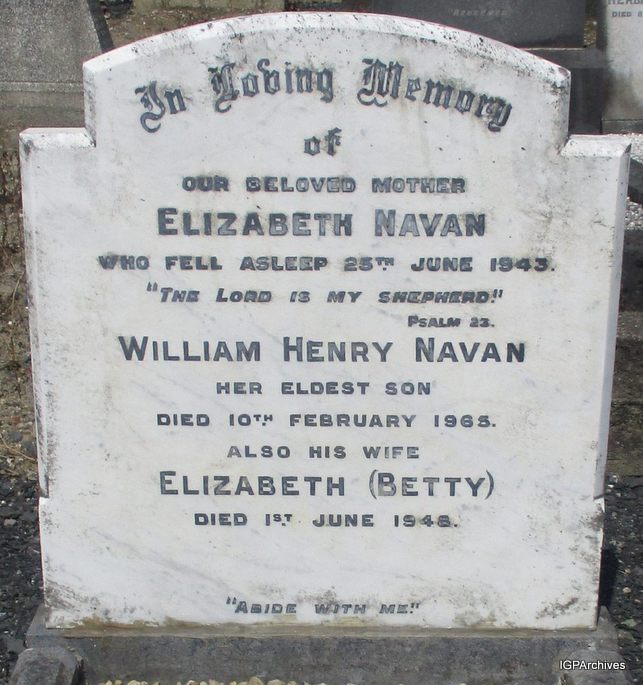 In Loving Memory
of
OUR BELOVED MOTHER
ELIZABETH NAVAN
WHO FELL ASLEEP 25TH JUNE 1943.
"THE LORD IS MY SHEPHERD."
PSALM 23.
WILLIAM HENRY NAVAN
HER ELDEST SON
DIED 10TH FEBRUARY 1965.
ALSO HIS WIFE
ELIZABETH (BETTY)
DIED 1ST JUNE 1948.
"ABIDE WITH ME."
IGPArchives